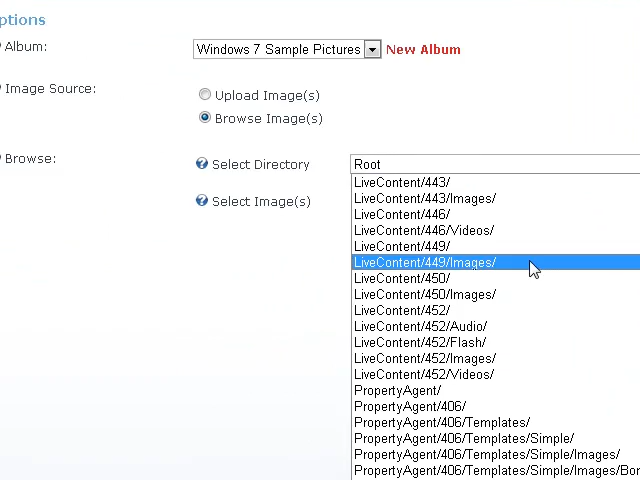 ptions
Album:
Windows 7 Sample Pictures
New Album
Image Source:
Upload Image(s)
Browse Image(s)
Browse:
Select Directory
Root
Select Image(s)
LiveContent/443/
LiveContent/443/Images/
LiveContent/446/
LiveContent/446/Videos/
LiveContent/449/
LiveContent/449/Images/
LiveContent/450/
LiveContent/450/Images/
LiveContent/452/
LiveContent/452/Audio/
LiveContent/452/Flash/
LiveContent/452/Images/
LiveContent/452/Videos/
PropertyAgent/
PropertyAgent/406/
PropertyAgent/406/Templates/
PropertyAgent/406/Templates/Simple/
PropertyAgent/406/Templates/Simple/Images/
PropertyAgent/406/Templates/Simple/Images/Bor